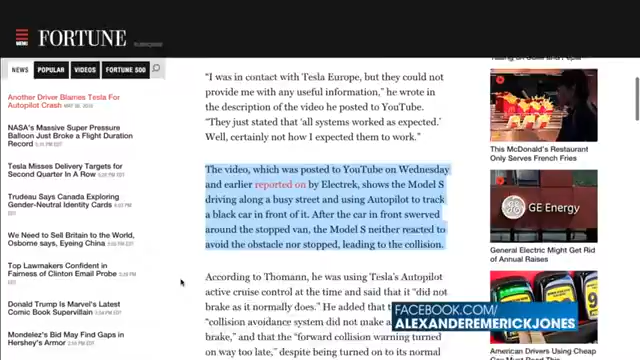 MENU
FORTUNE
SUBSCRIBE
NEWS
POPULAR
VIDEOS
FORTUNE 500
Another Driver Blames Tesla For
Autopilot Crash
NASA's Massive Super Pressure
Balloon Just Broke a Flight Duration
Record
Tesla Misses Delivery Targets for
Second Quarter In a Row
Trudeau Says Canada Exploring
Gender-Neutral Identity Cards
We Need to Sell Britain to the World,
Osborne says, Eyeing China
Top Lawmakers Confident in
Fairness of Clinton Email Probe
Donald Trump Is Marvel's Latest
Comic Book Supervillain
Mondelez's Bid May Find Gaps in
Hershey's Armor
“I was in contact with Tesla Europe, but they could not
provide me with any useful information,” he wrote in
the description of the video he posted to YouTube.
“They just stated that ‘all systems worked as expected.’
Well, certainly not how I expected them to work.”
The video, which was posted to YouTube on Wednesday
and earlier reported on by Electrek, shows the Model S
driving along a busy street and using Autopilot to track
a black car in front of it. After the car in front swerved
around the stopped van, the Model S neither reacted to
avoid the obstacle nor stopped, leading to the collision.
According to Thomann, he was using Tesla's Autopilot
active cruise control at the time and said that it “did not
brake as it normally does.” He added that
“collision avoidance system did not make
brake,” and that the “forward collision warning turned
on way too late,” despite being turned on to its normal
This McDonald's Restaurant
Only Serves French Fries
GE Energy
General Electric Might Get Rid
of Annual Raises
American Drivers Using Cheap
FACEBOOK.COM/
ALEXANDEREMERICKJONES